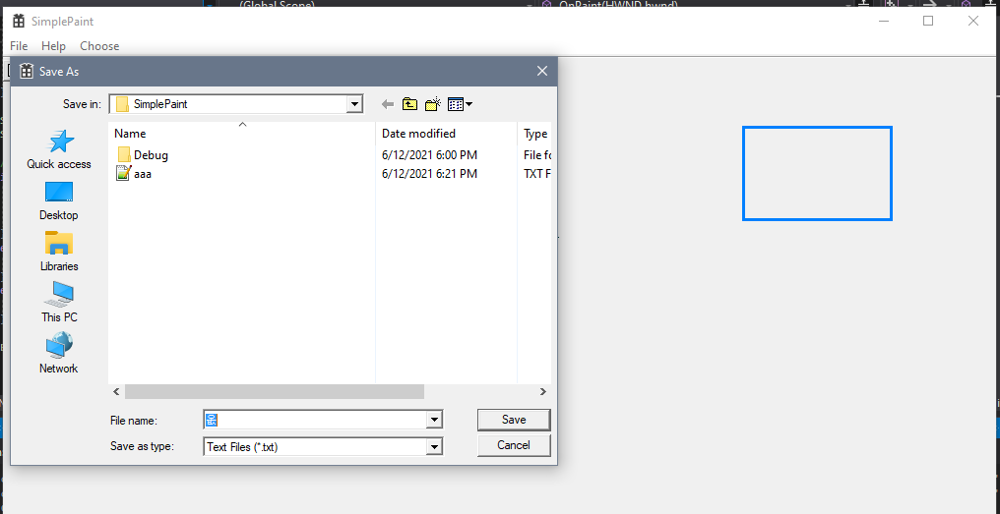 (Global Scope)
OnPaint(HWND hwnd)
SimplePaint
File Help Choose
Save As
Save in: SimplePaint
Name Date modified Type
Debug 6/12/2021 6:00 PM File fc
aaa 6/12/2021 6:21 PM TXT F
Quick access
Desktop
Libraries
This PC
Network
File name:
Save
Save as type: Text Files (*.txt)
Cancel